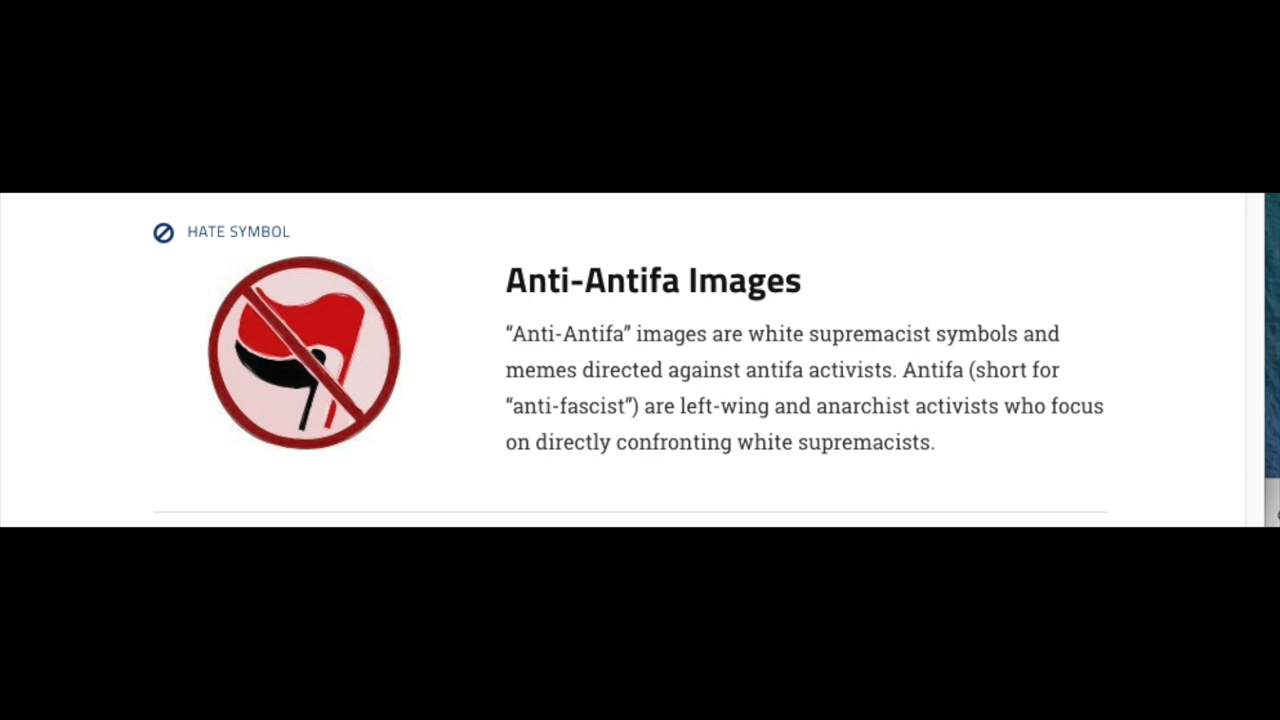 HATE SYMBOL
Anti-Antifa Images
“Anti-Antifa” images are white supremacist symbols and
memes directed against antifa activists. Antifa (short for
“anti-fascist”) are left-wing and anarchist activists who focus
on directly confronting white supremacists.